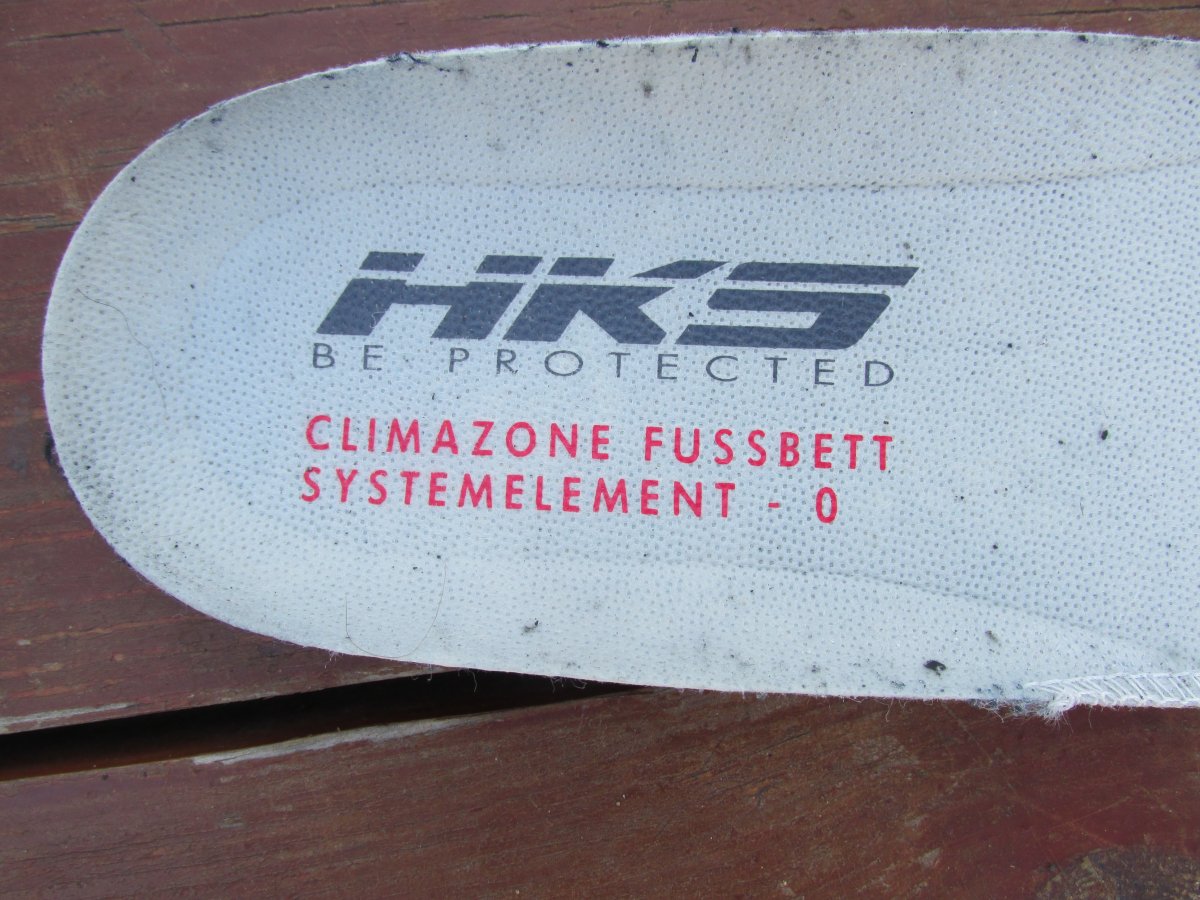 HKS
BE PROTECTED
CLIMAZONE FUSSBETT
SYSTEMELEMENT - 0